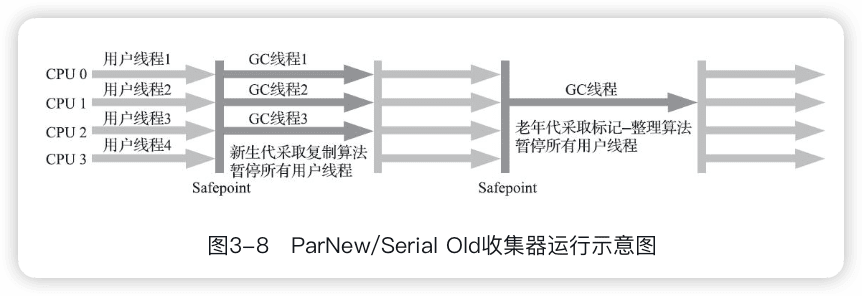 用户线程1
GC线程1
CPU 0
用户线程2
GC线程2
GC线程
CPU 1
用户线程3
GC线程3
老年代采取标记–整理算法
CPU 2
暂停所有用户线程
用户线程4
新生代采取复制算法
CPU 3
暂停所有用户线程
Safepoint
Safepoint
图3–8 ParNew/Serial Old收集器运行示意图